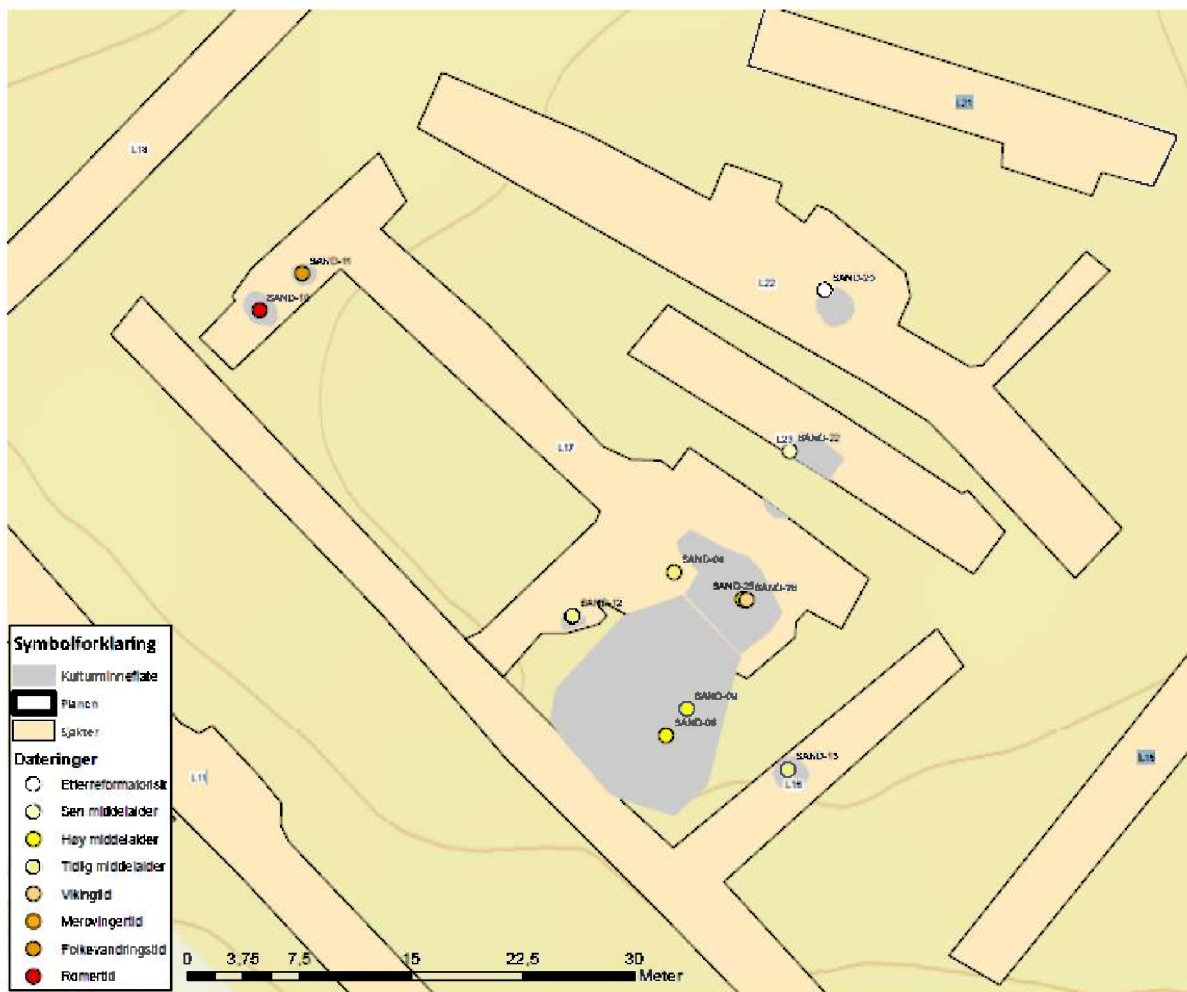 L21
L18
SAND-11
SAND-10
L22
SAND-20
L23
SAND-22
L17
SAND-25
SAND-26
SAND-12
SAND-13
L16
L15
L11
Symbolforklaring
Kulturminneflate
Planen
Sjakter
Dateringer
Etterreformatorisk
Sen middelalder
Høy middelalder
Tidlig middelalder
Vikingtid
Merovingertid
Folkevandringstid
Romertid
0 3,75 7,5 15 22,5 30
Meter